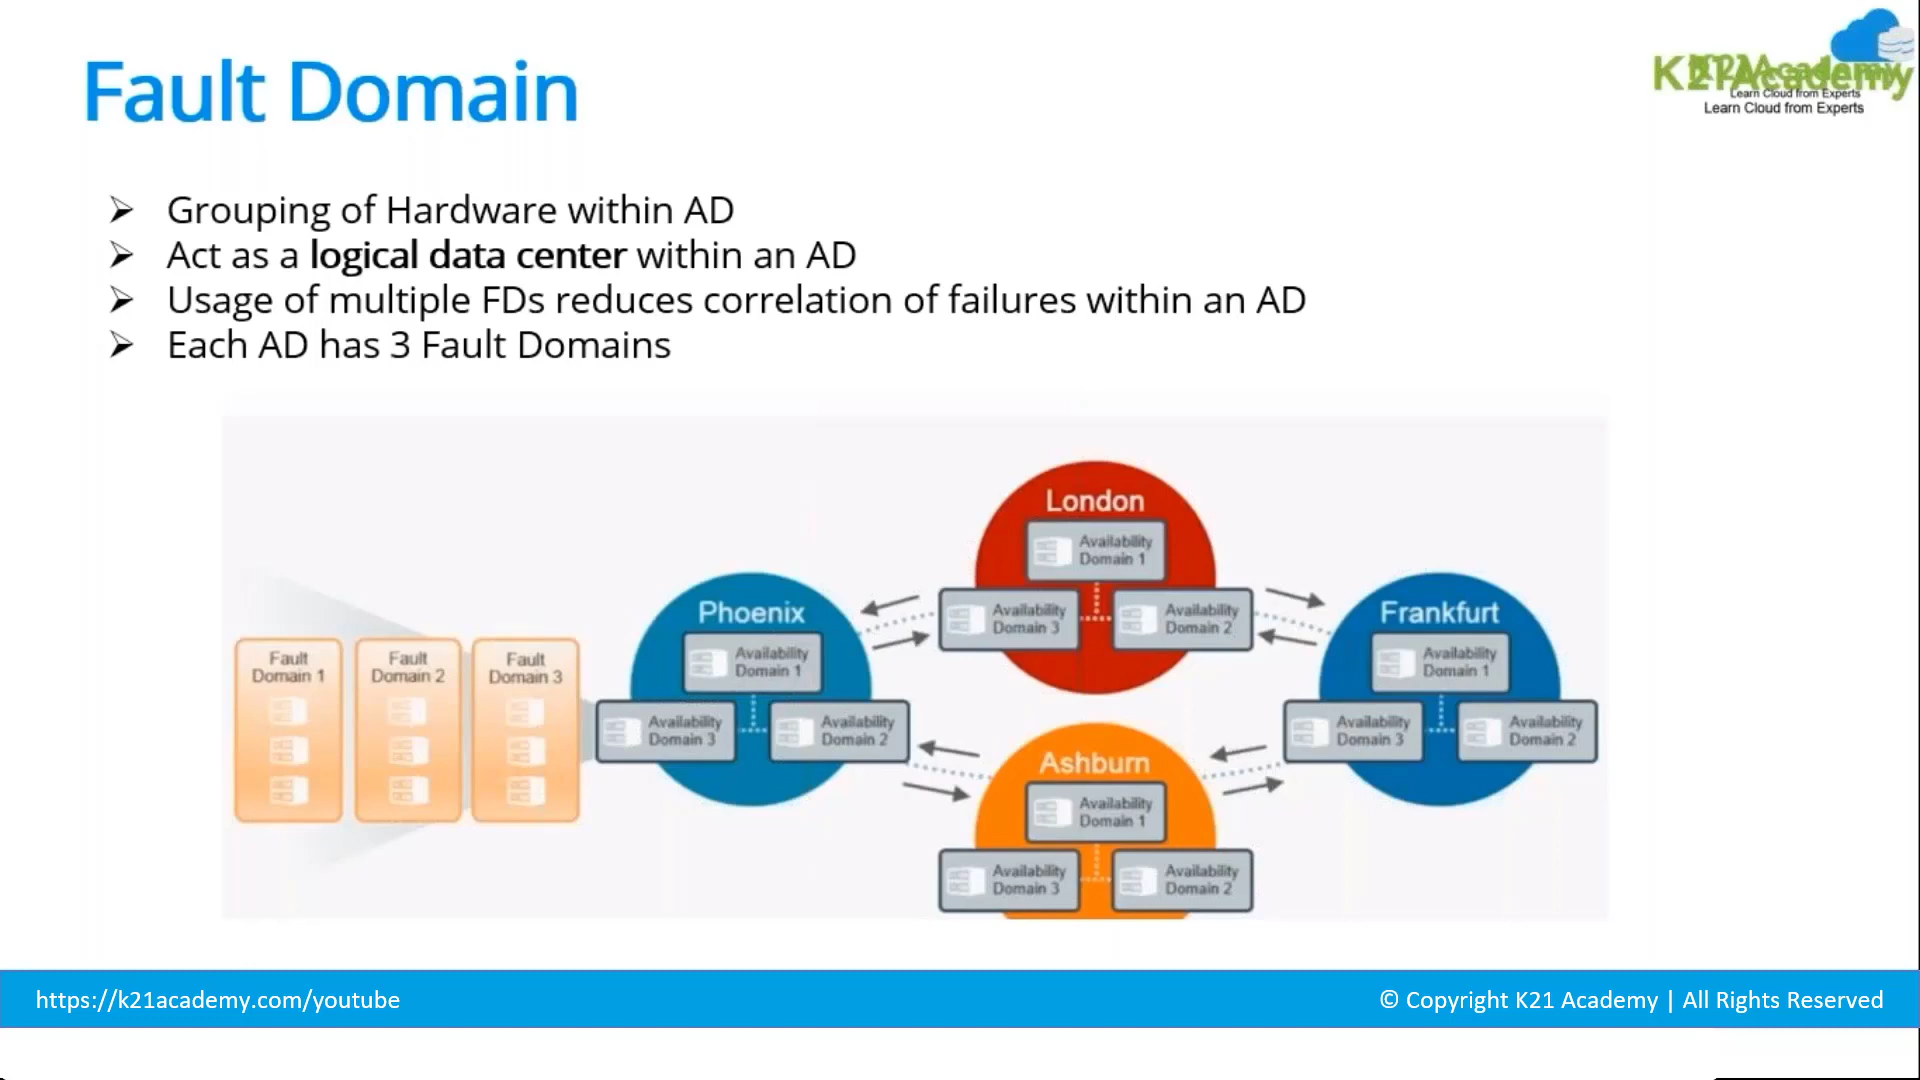 Fault Domain
K21Academy
Learn Cloud from Experts
Learn Cloud from Experts
➢ Grouping of Hardware within AD
➢ Act as a logical data center within an AD
➢ Usage of multiple FDs reduces correlation of failures within an AD
➢ Each AD has 3 Fault Domains
Fault
Domain 1
Fault
Domain 2
Fault
Domain 3
Phoenix
Availability
Domain 1
Availability
Domain 3
Availability
Domain 2
London
Availability
Domain 1
Availability
Domain 3
Availability
Domain 2
Ashburn
Availability
Domain 1
Availability
Domain 3
Availability
Domain 2
Frankfurt
Availability
Domain 1
Availability
Domain 3
Availability
Domain 2
https://k21academy.com/youtube
© Copyright K21 Academy | All Rights Reserved